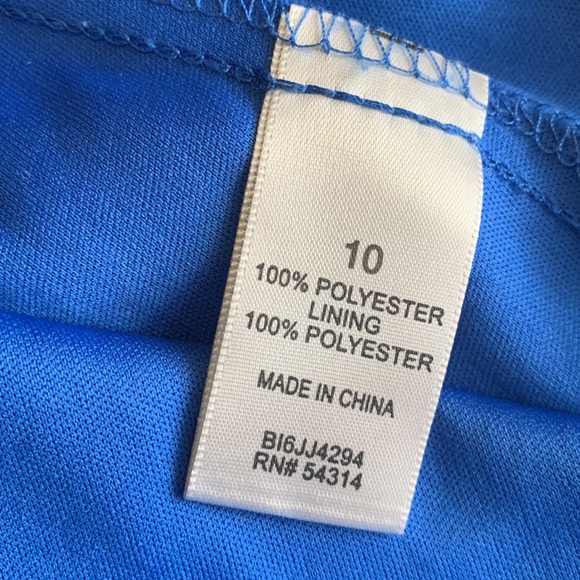 10
100% POLYESTER
LINING
100% POLYESTER
MADE IN CHINA
BI6JJ4294
RN# 54314